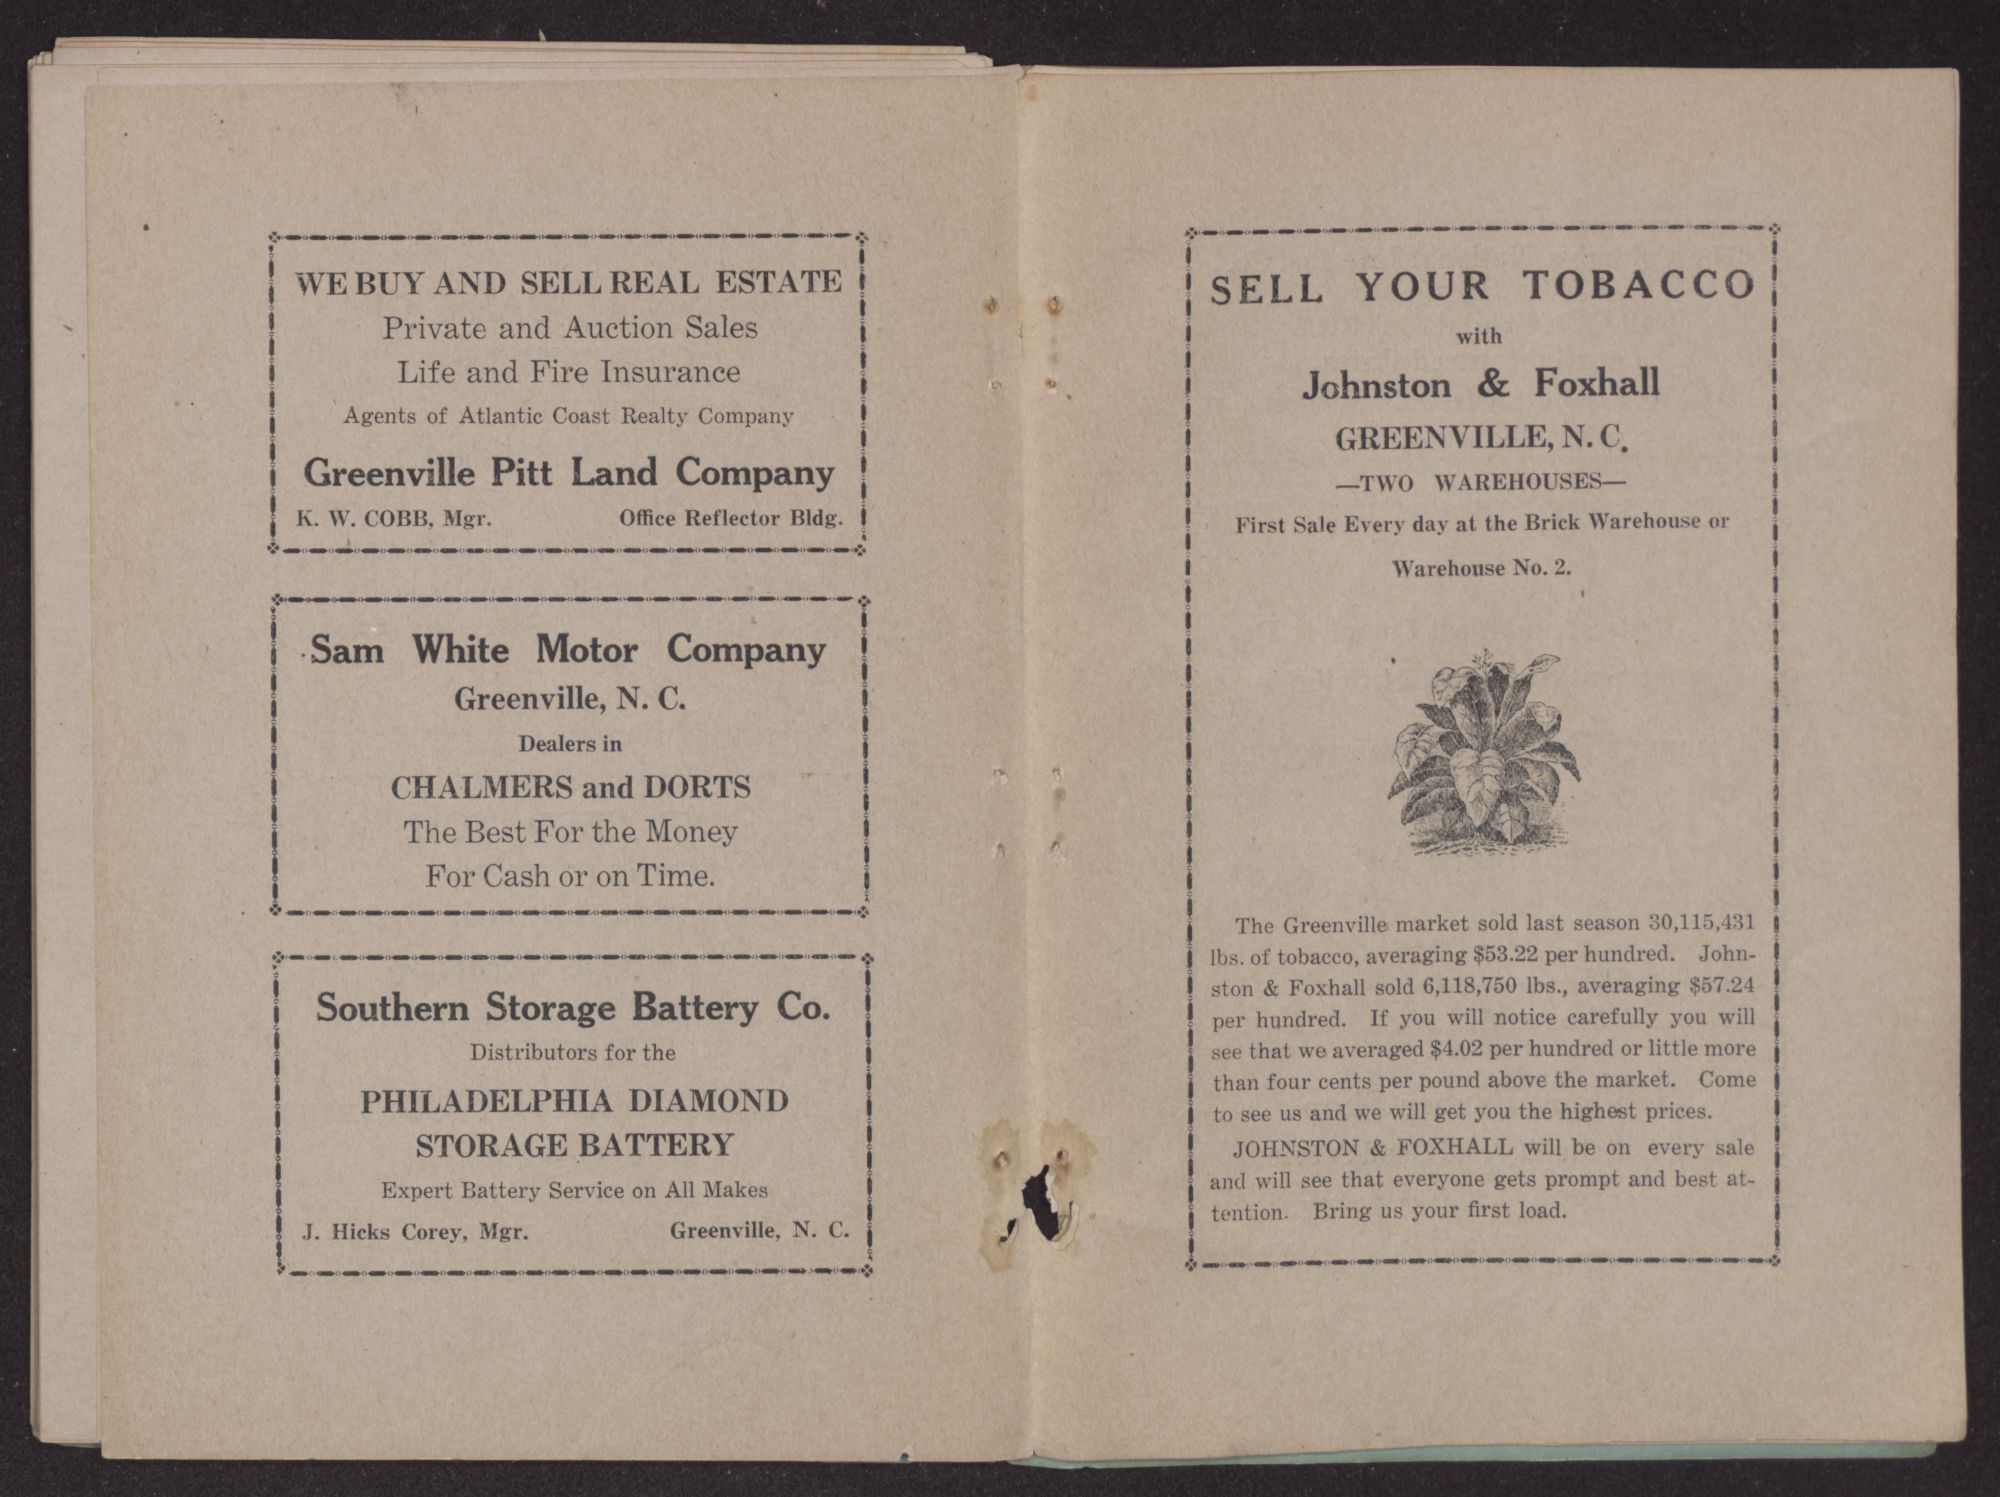 WE BUY AND SELL REAL ESTATE
Private and Auction Sales
Life and Fire Insurance
Agents of Atlantic Coast Realty Company
Greenville Pitt Land Company
K. W. COBB, Mgr. Office Reflector Bldg.
Sam White Motor Company
Greenville, N. C.
Dealers in
CHALMERS and DORTS
The Best For the Money
For Cash or on Time.
Southern Storage Battery Co.
Distributors for the
PHILADELPHIA DIAMOND
STORAGE BATTERY
Expert Battery Service on All Makes
J. Hicks Corey, Mgr. Greenville, N. C.
SELL YOUR TOBACCO
with
Johnston & Foxhall
GREENVILLE, N. C.
—TWO WAREHOUSES—
First Sale Every day at the Brick Warehouse or
Warehouse No. 2.
The Greenville market sold last season 30,115,431
lbs. of tobacco, averaging $53.22 per hundred. John-
ston & Foxhall sold 6,118,750 lbs., averaging $57.24
per hundred. If you will notice carefully you will
see that we averaged $4.02 per hundred or little more
than four cents per pound above the market. Come
to see us and we will get you the highest prices.
JOHNSTON & FOXHALL will be on every sale
and will see that everyone gets prompt and best at-
tention. Bring us your first load.